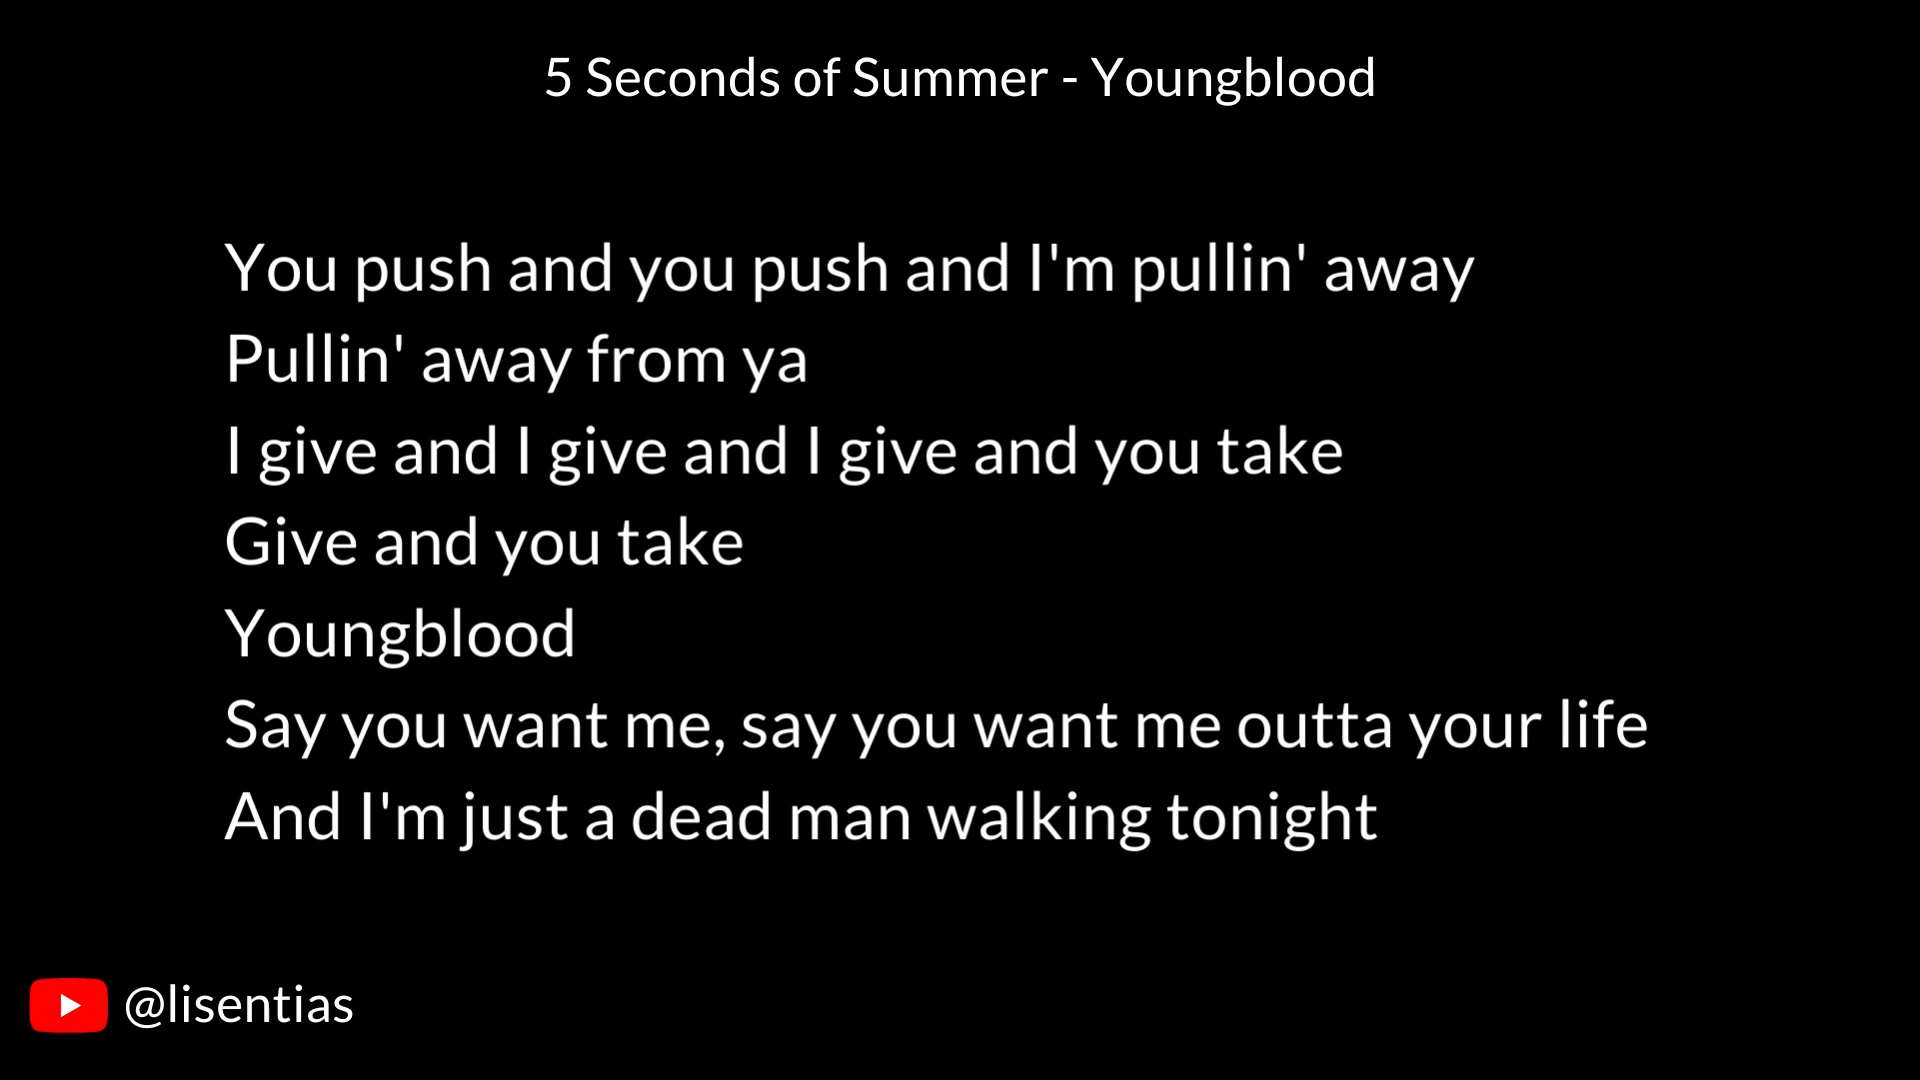 5 Seconds of Summer - Youngblood
You push and you push and I'm pullin' away
Pullin' away from ya
I give and I give and I give and you take
Give and you take
Youngblood
Say you want me, say you want me outta your life
And I'm just a dead man walking tonight
@lisentias